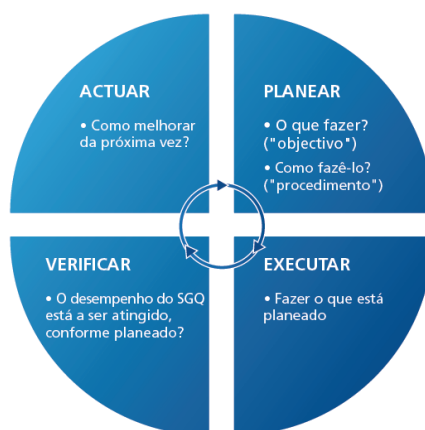 ACTUAR
• Como melhorar
da próxima vez?
PLANEAR
• O que fazer?
("objectivo")
• Como fazê-lo?
("procedimento")
VERIFICAR
• O desempenho do SGQ
está a ser atingido,
conforme planeado?
EXECUTAR
• Fazer o que está
planeado